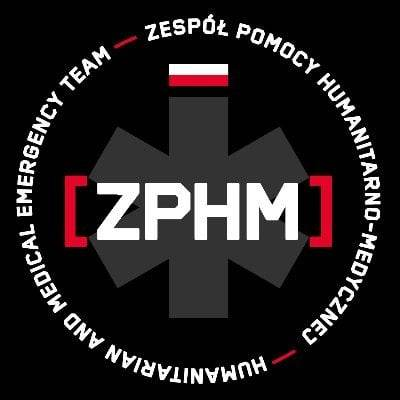 ZESPÓŁ POMOCY HUMANITARNO-MEDYCZNEJ
HUMANITARIAN AND MEDICAL EMERGENCY TEAM
[ZPHM]